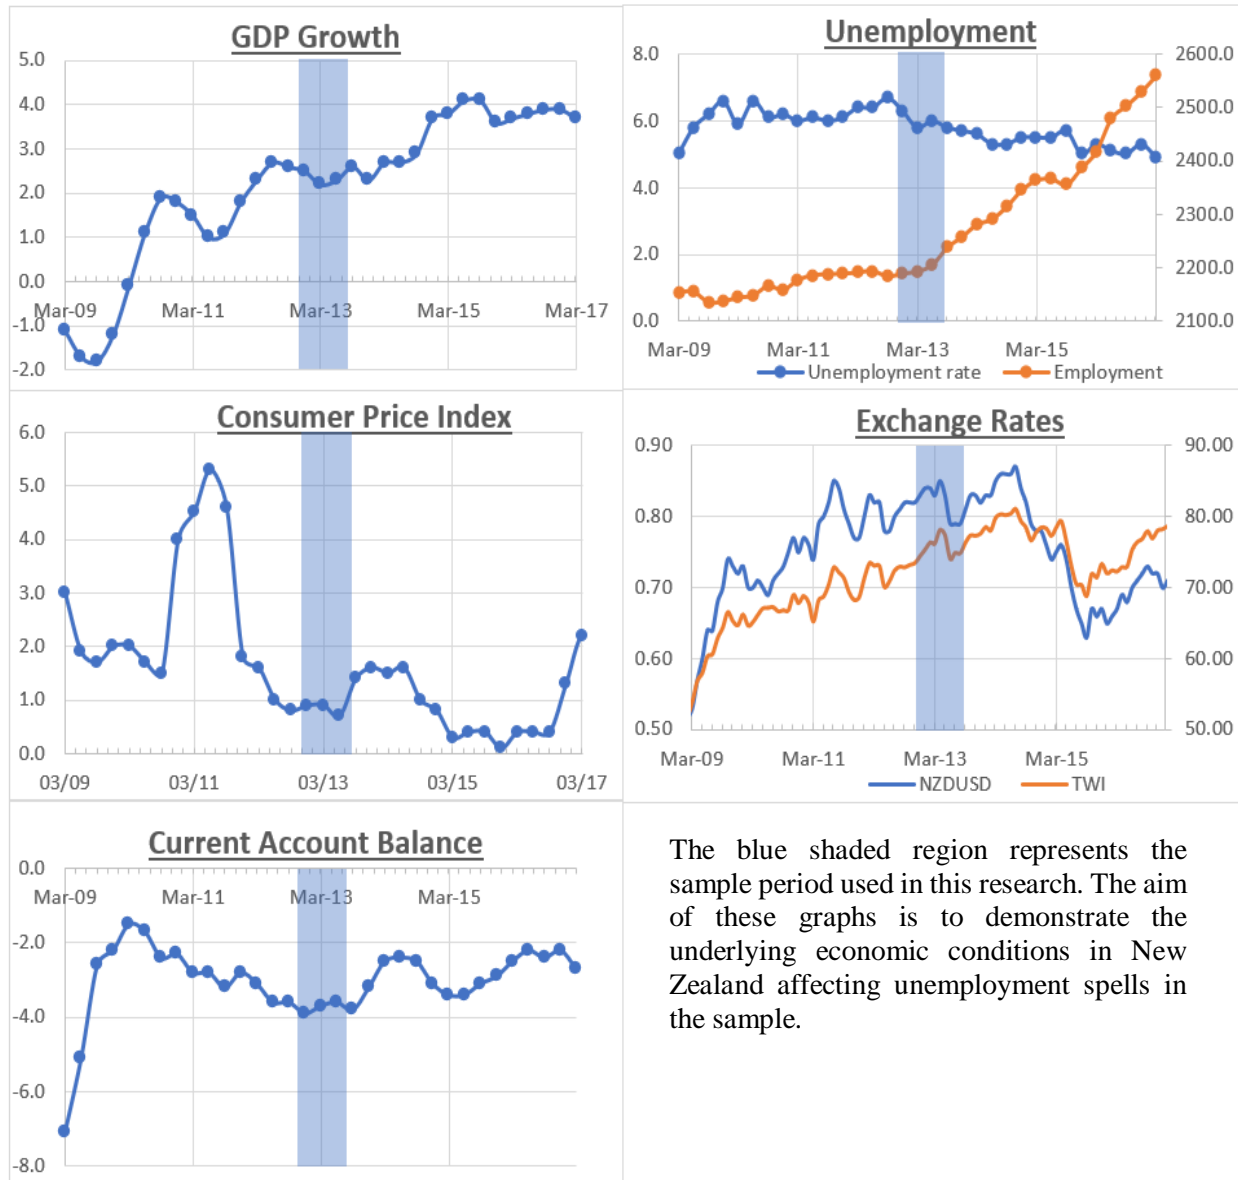 GDP Growth
5.0
4.0
3.0
2.0
1.0
0.0
-1.0
-2.0
Mar-09 Mar-11 Mar-13 Mar-15 Mar-17
Unemployment
8.0
6.0
4.0
2.0
0.0
2600.0
2500.0
2400.0
2300.0
2200.0
2100.0
Mar-09 Mar-11 Mar-13 Mar-15
Unemployment rate Employment
Consumer Price Index
6.0
5.0
4.0
3.0
2.0
1.0
0.0
03/09 03/11 03/13 03/15 03/17
Exchange Rates
0.90
0.80
0.70
0.60
0.50
90.00
80.00
70.00
60.00
50.00
Mar-09 Mar-11 Mar-13 Mar-15
NZDUSD TWI
Current Account Balance
0.0
-2.0
-4.0
-6.0
-8.0
Mar-09 Mar-11 Mar-13 Mar-15
The blue shaded region represents the
sample period used in this research. The aim
of these graphs is to demonstrate the
underlying economic conditions in New
Zealand affecting unemployment spells in
the sample.